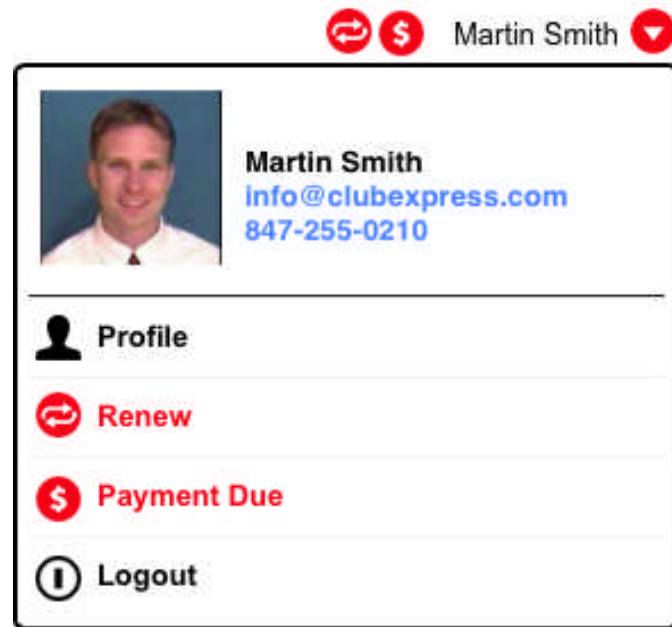 Martin Smith
Martin Smith
info@clubexpress.com
847-255-0210
Profile
Renew
$ Payment Due
Logout